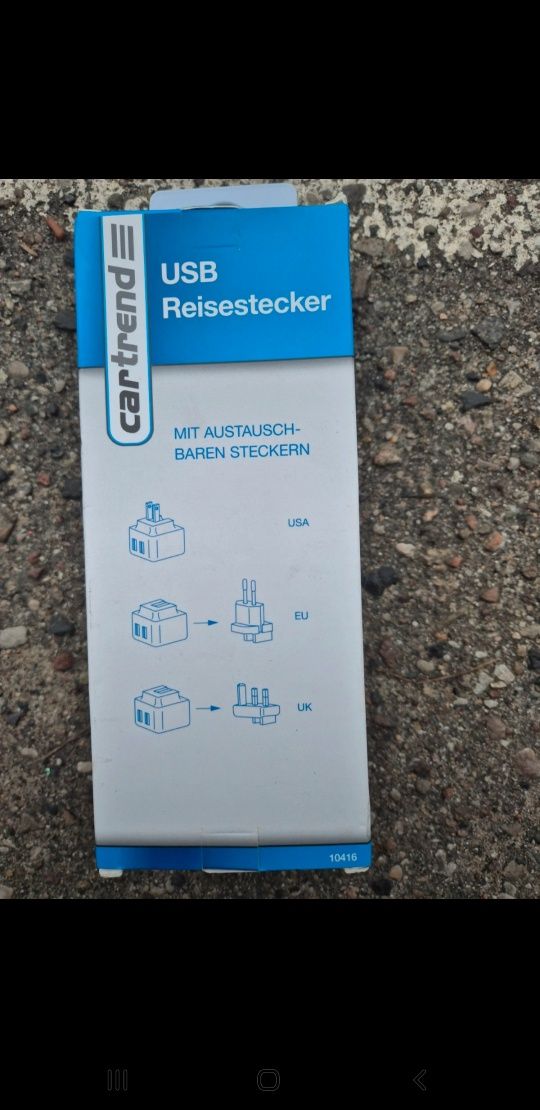 cartrend
USB
Reisestecker
MIT AUSTAUSCH-
BAREN STECKERN
USA
EU
UK
10416